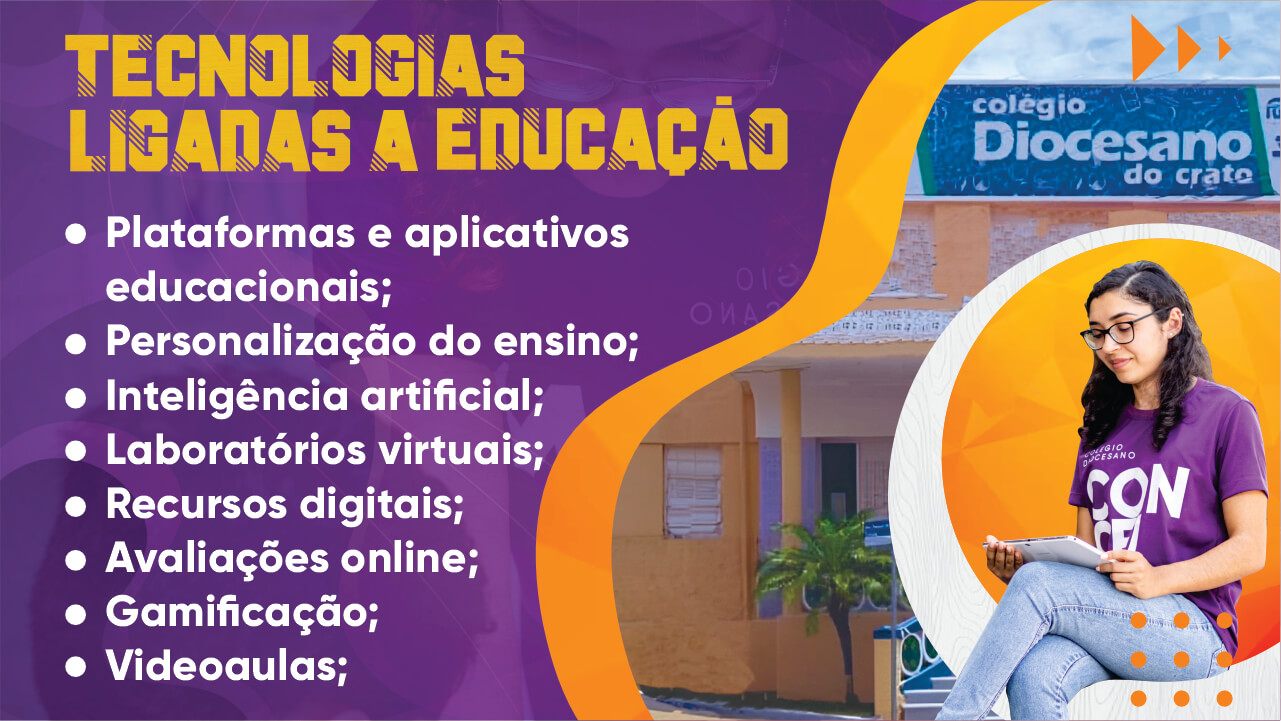 TECNOLOGIAS
LIGADAS A EDUCAÇÃO
• Plataformas e aplicativos
educacionais;
• Personalização do ensino;
• Inteligência artificial;
• Laboratórios virtuais;
• Recursos digitais;
• Avaliações online;
• Gamificação;
• Videoaulas;
colégio
Diocesano
do crato
COLÉGIO
DIOCESANO
CON